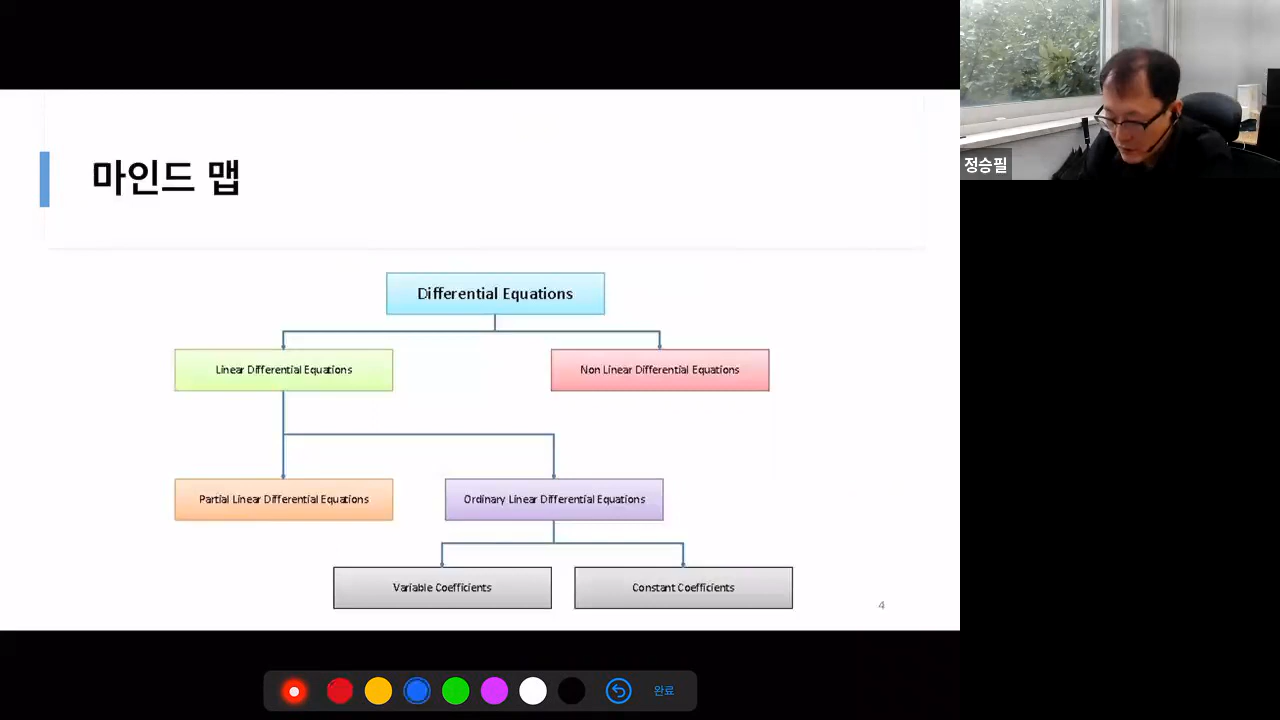 마인드 맵
Differential Equations
Linear Differential Equations
Non Linear Differential Equations
Partial Linear Differential Equations
Ordinary Linear Differential Equations
Variable Coefficients
Constant Coefficients
4
정승필
완료